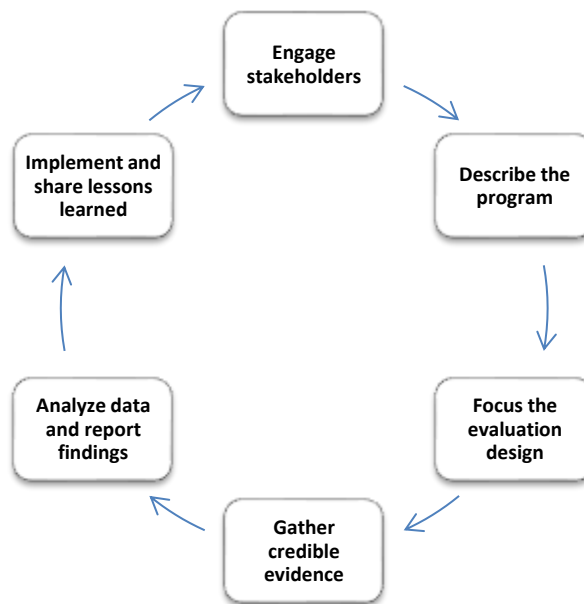 Engage
stakeholders
Describe the
program
Focus the
evaluation
design
Gather
credible
evidence
Analyze data
and report
findings
Implement and
share lessons
learned